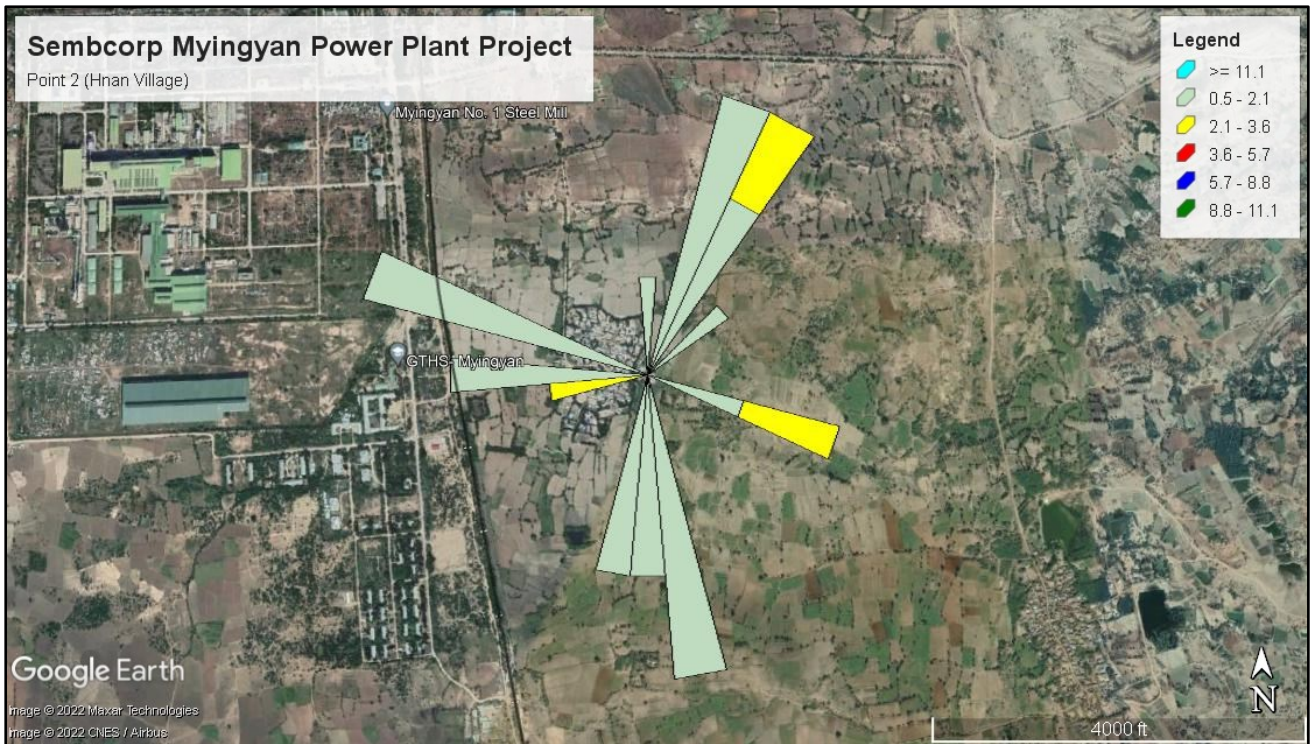 Sembcorp Myingyan Power Plant Project
Point 2 (Hnan Village)
Legend
>= 11.1
0.5 - 2.1
2.1 - 3.6
3.6 - 5.7
5.7 - 8.8
8.8 - 11.1
Myingyan No. 1 Steel Mill
GTHS- Myingyan
Google Earth
Image © 2022 Maxar Technologies
Image © 2022 CNES / Airbus
N
4000 ft